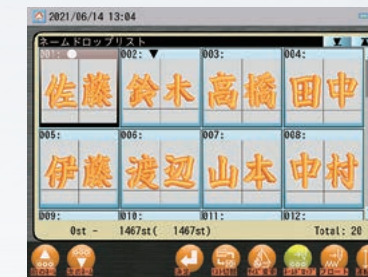 2021/06/14 13:04
ネームドロップリスト
001: 002: 003: 004:
佐藤 鈴木 高橋 田中
005: 006: 007: 008:
伊藤 渡辺 山本 中村
009: 010: 011: 012:
0st - 1467st( 1467st) Total: 20